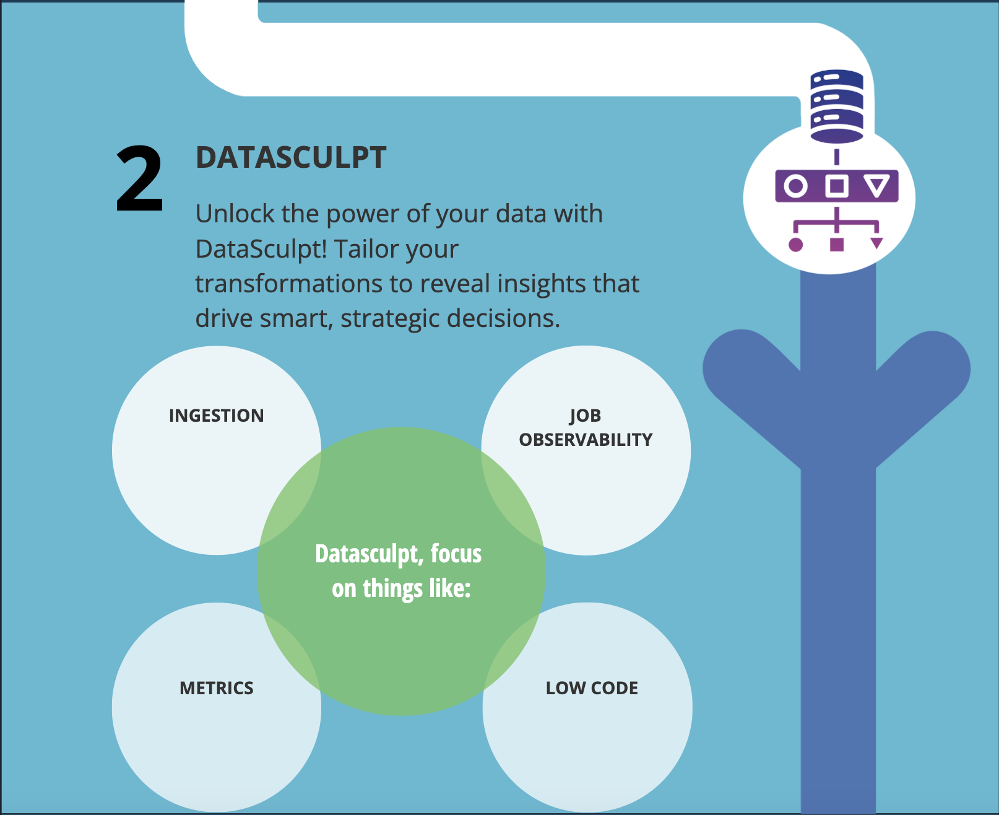 2
DATASCULPT
Unlock the power of your data with
DataSculpt! Tailor your
transformations to reveal insights that
drive smart, strategic decisions.
INGESTION
JOB
OBSERVABILITY
Datasculpt, focus
on things like:
METRICS
LOW CODE